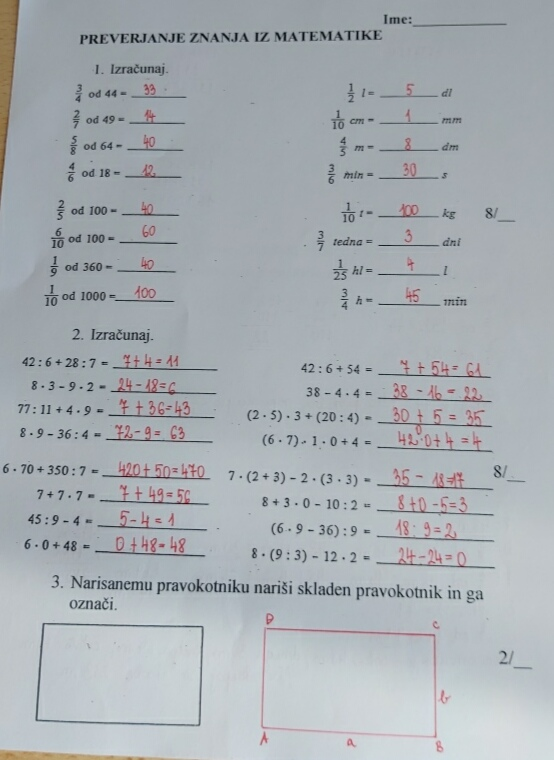 Ime:__________
PREVERJANJE ZNANJA IZ MATEMATIKE
1. Izračunaj.
3/4 od 44 = 33
2/7 od 49 = 14
5/8 od 64 = 40
4/6 od 18 = 12
2/5 od 100 = 40
6/10 od 100 = 60
1/9 od 360 = 40
1/10 od 1000 = 100
1/2 l = 5 dl
1/10 cm = 1 mm
4/5 m = 8 dm
3/6 min = 30 s
1/10 t = 100 kg
3/7 tedna = 3 dni
1/25 hl = 4 l
3/4 h = 45 min
8/__
2. Izračunaj.
42 : 6 + 28 : 7 = 7+4=11
8 · 3 − 9 · 2 = 24-18=6
77 : 11 + 4 · 9 = 7+36=43
8 · 9 − 36 : 4 = 72-9=63
6 · 70 + 350 : 7 = 420+50=470
7 + 7 · 7 = 7+49=56
45 : 9 − 4 = 5-4=1
6 · 0 + 48 = 0+48=48
42 : 6 + 54 = 7+54=61
38 − 4 · 4 = 38-16=22
(2 · 5) · 3 + (20 : 4) = 30+5=35
(6 · 7) · 1 · 0 + 4 = 42·0+4=4
7 · (2 + 3) − 2 · (3 · 3) = 35-18=17
8 + 3 · 0 − 10 : 2 = 8+0-5=3
(6 · 9 − 36) : 9 = 18:9=2
8 · (9 : 3) − 12 · 2 = 24-24=0
8/__
3. Narisanemu pravokotniku nariši skladen pravokotnik in ga
označi.
D C
b
A a B
2/__